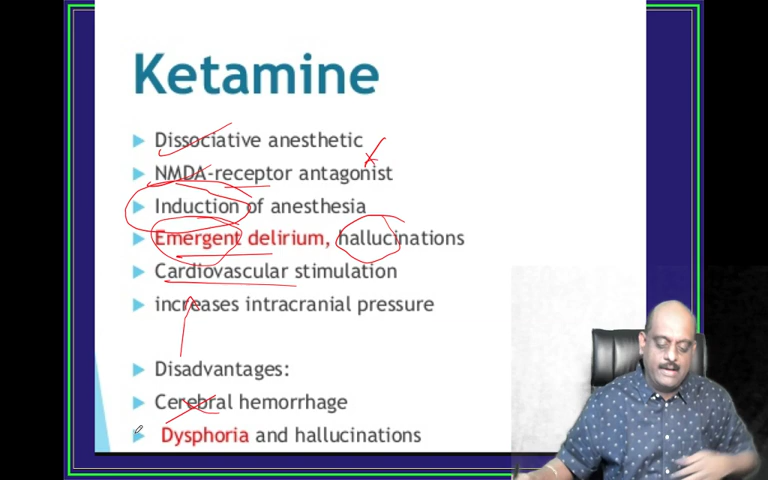 Ketamine
Dissociative anesthetic
NMDA-receptor antagonist
Induction of anesthesia
Emergent delirium, hallucinations
Cardiovascular stimulation
increases intracranial pressure
Disadvantages:
Cerebral hemorrhage
Dysphoria and hallucinations